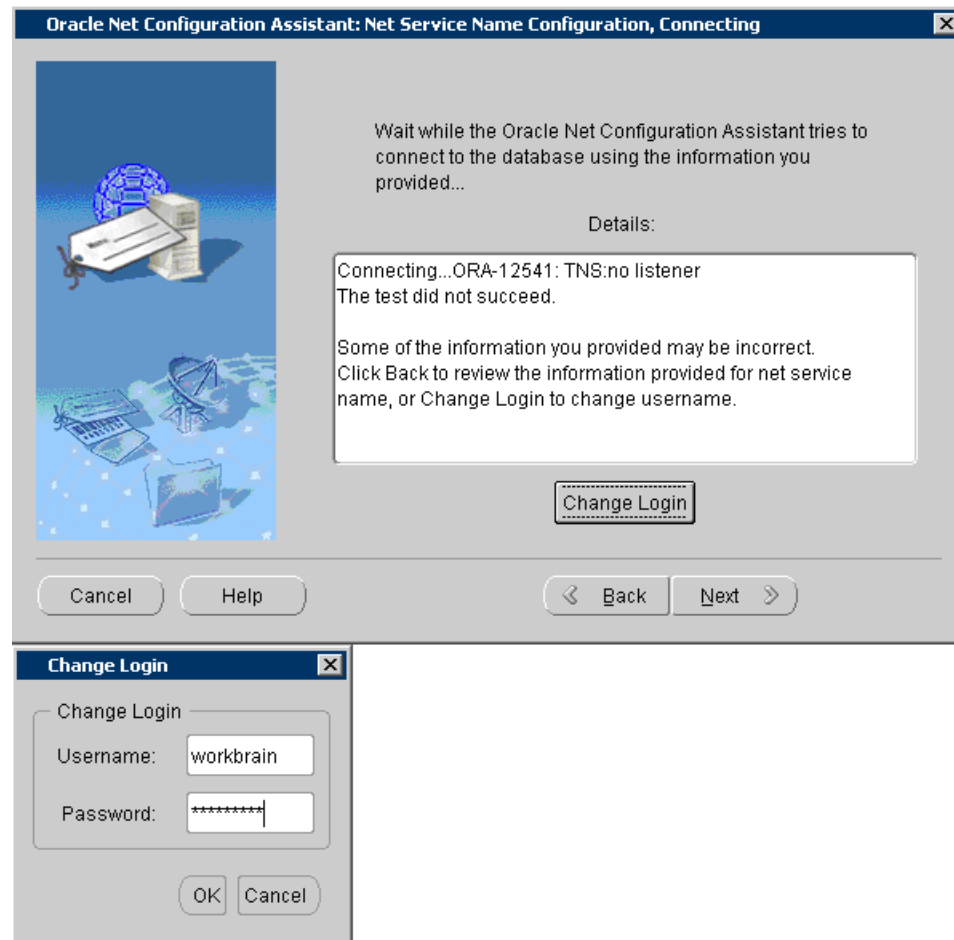 Oracle Net Configuration Assistant: Net Service Name Configuration, Connecting
Wait while the Oracle Net Configuration Assistant tries to
connect to the database using the information you
provided...
Details:
Connecting...ORA-12541: TNS:no listener
The test did not succeed.
Some of the information you provided may be incorrect.
Click Back to review the information provided for net service
name, or Change Login to change username.
Change Login
Cancel Help Back Next
Change Login
Change Login
Username: workbrain
Password: *********
OK Cancel